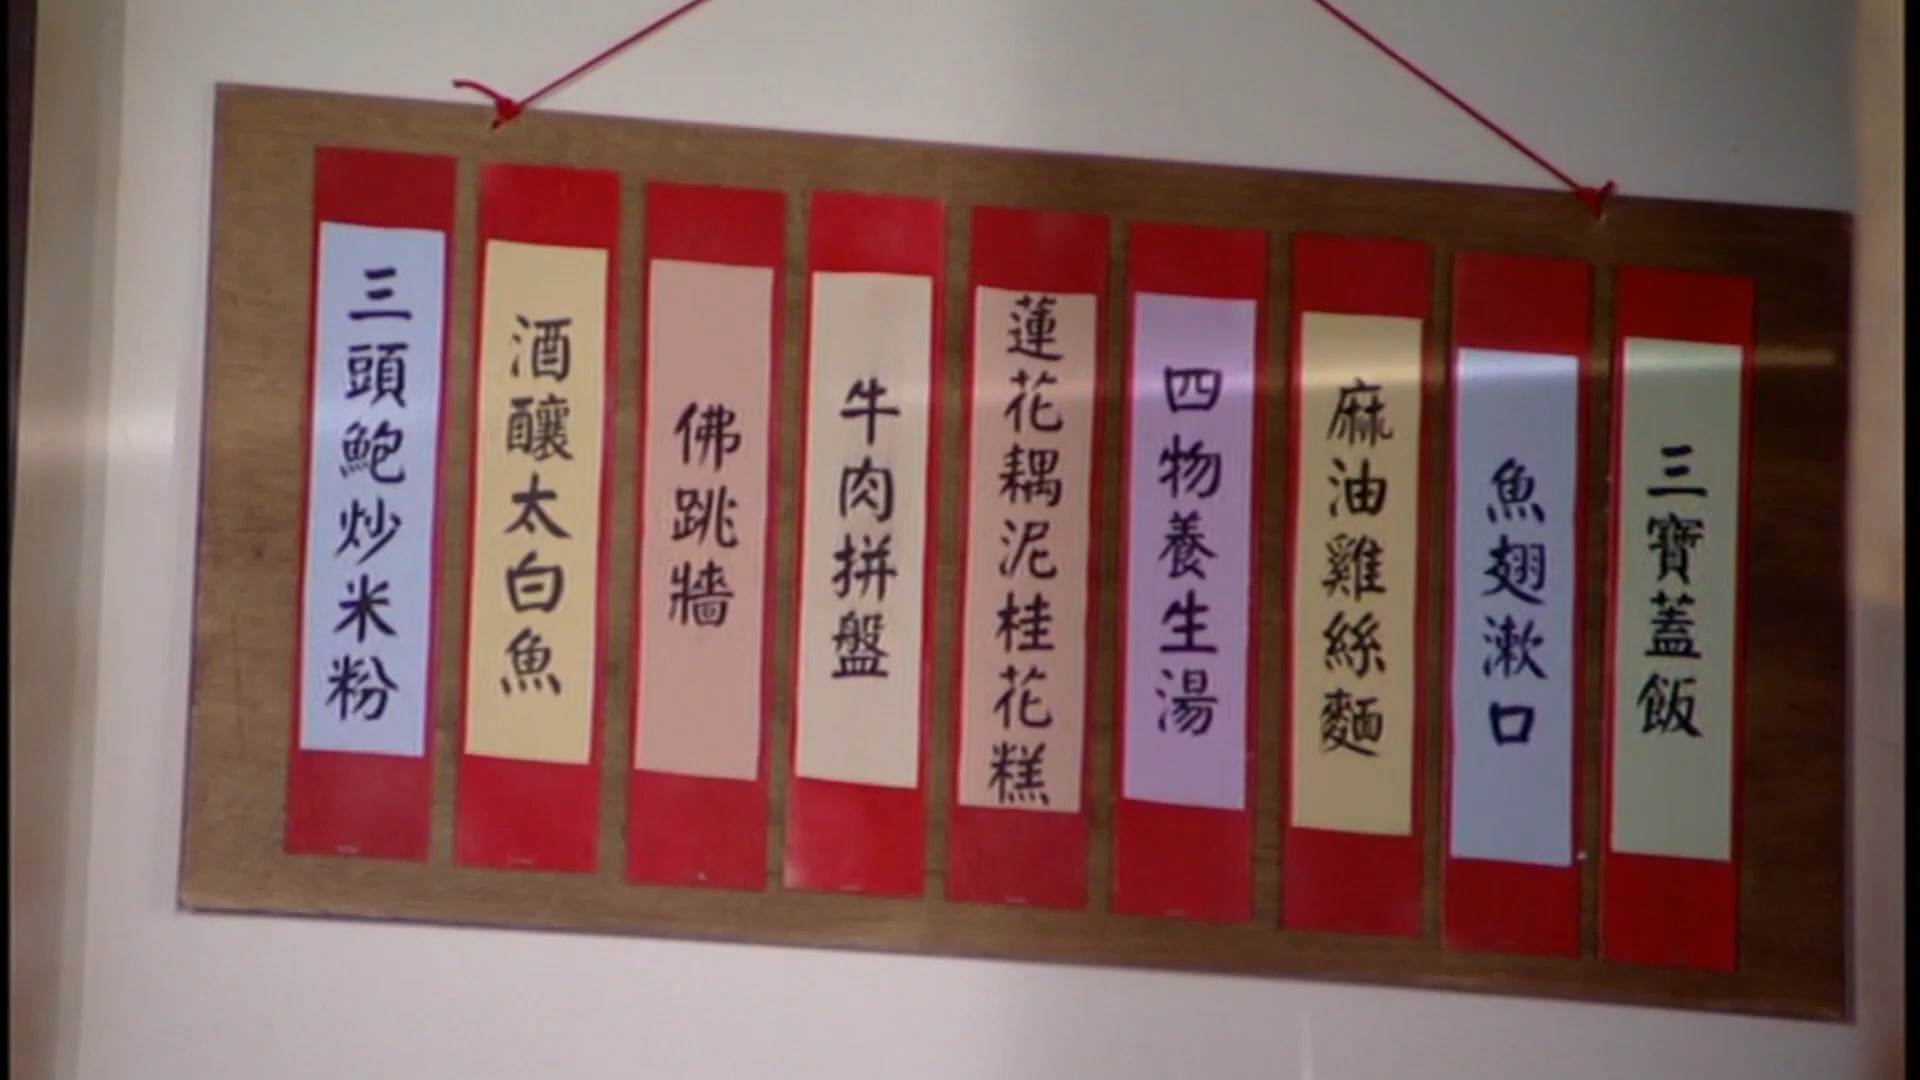 三寶蓋飯
魚翅漱口
麻油雞絲麵
四物養生湯
蓮花耦泥桂花糕
牛肉拼盤
佛跳牆
酒釀太白魚
三頭鮑炒米粉